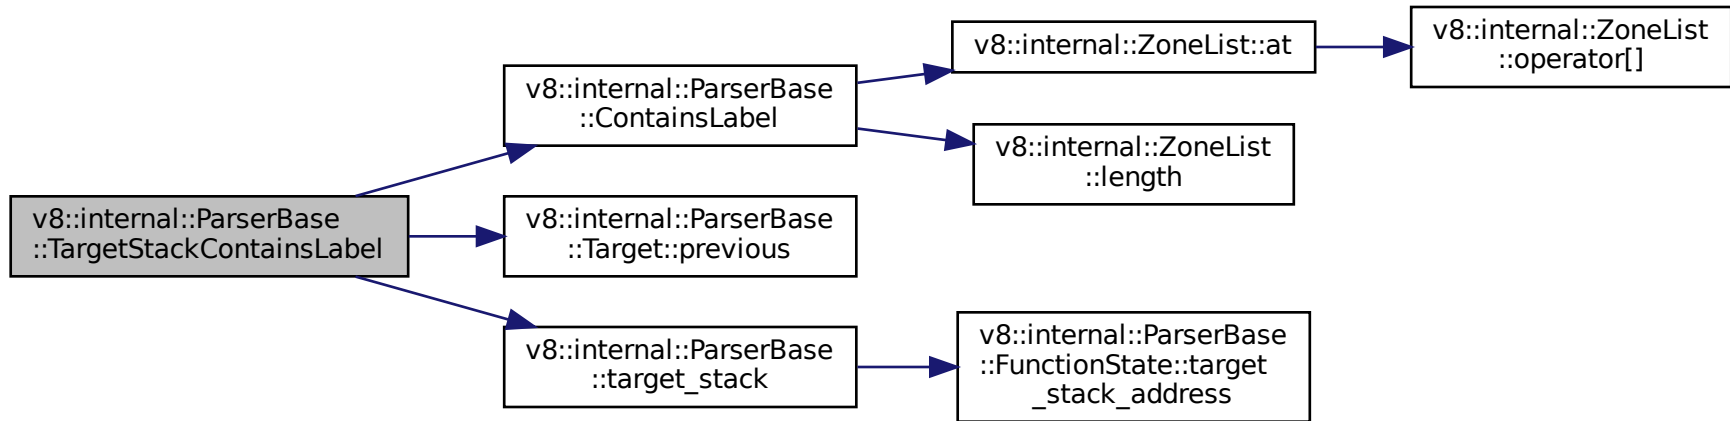 v8::internal::ParserBase
::TargetStackContainsLabel
v8::internal::ParserBase
::ContainsLabel
v8::internal::ZoneList::at
v8::internal::ZoneList
::operator[]
v8::internal::ZoneList
::length
v8::internal::ParserBase
::Target::previous
v8::internal::ParserBase
::target_stack
v8::internal::ParserBase
::FunctionState::target
_stack_address